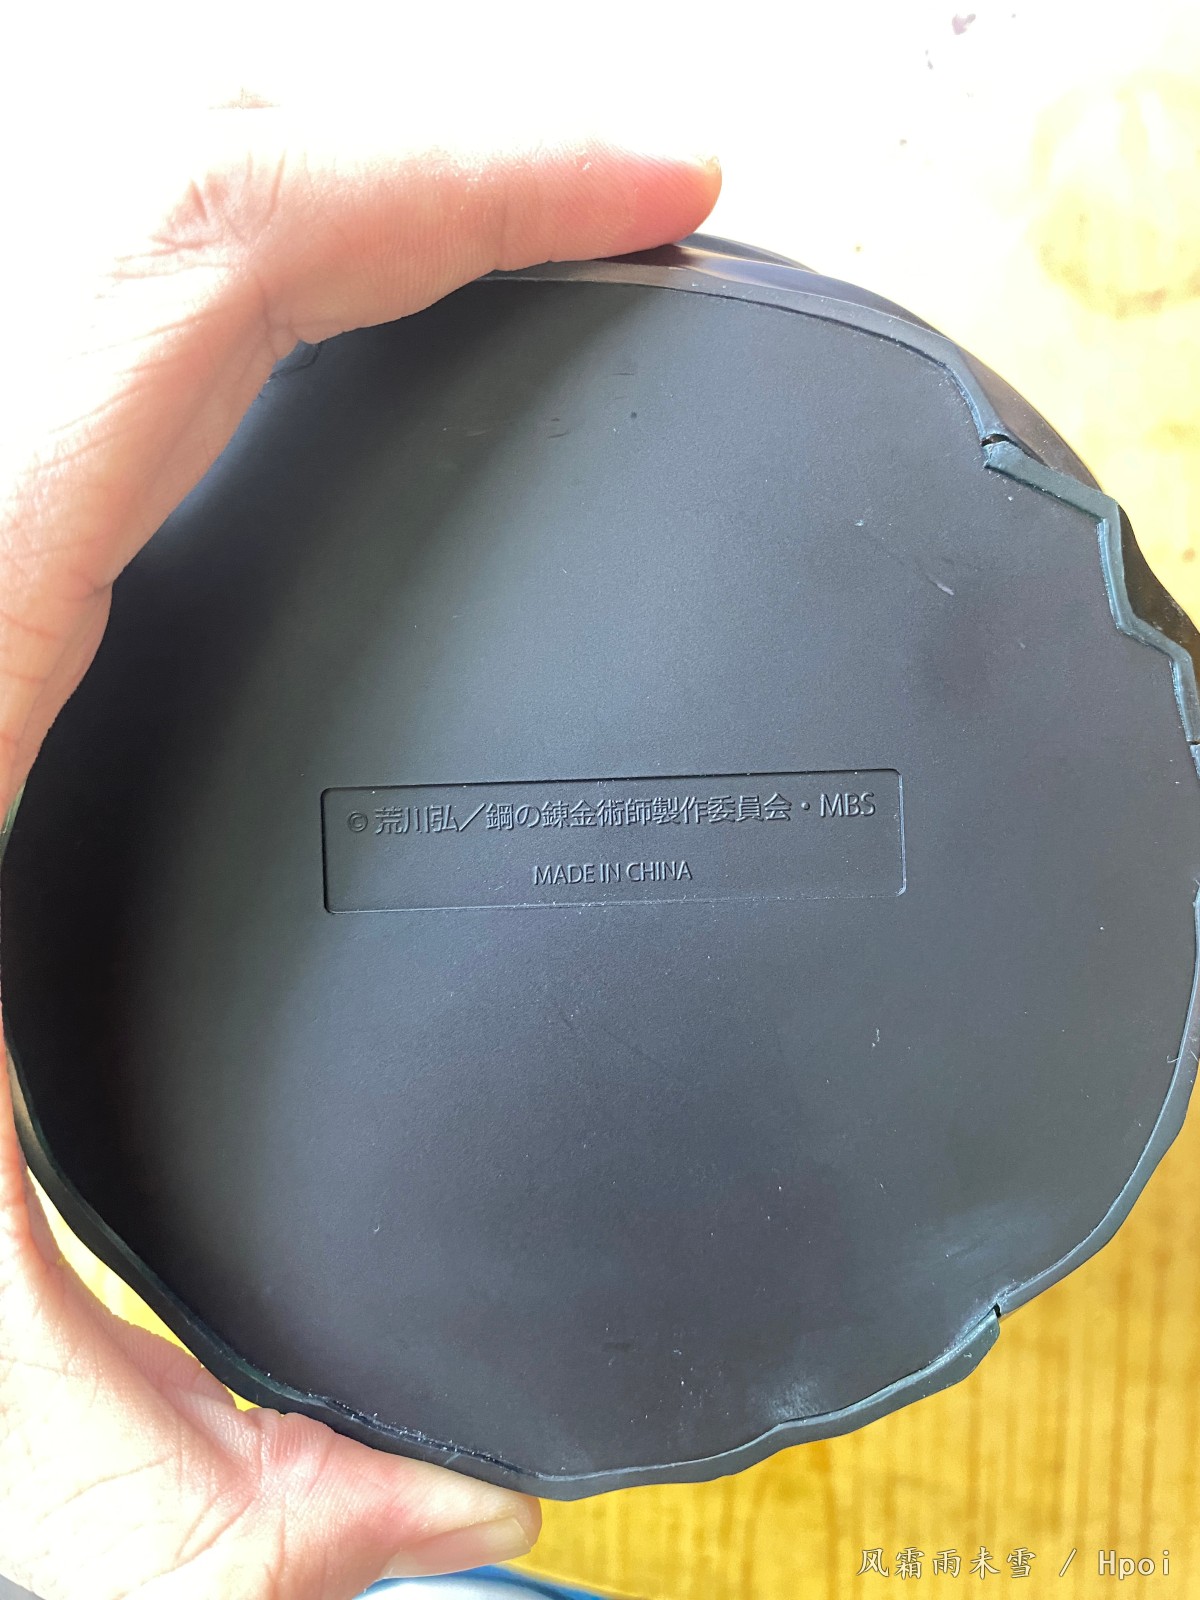 © 荒川弘／鋼の錬金術師製作委員会・MBS
MADE IN CHINA
风霜雨未雪 / Hpoi